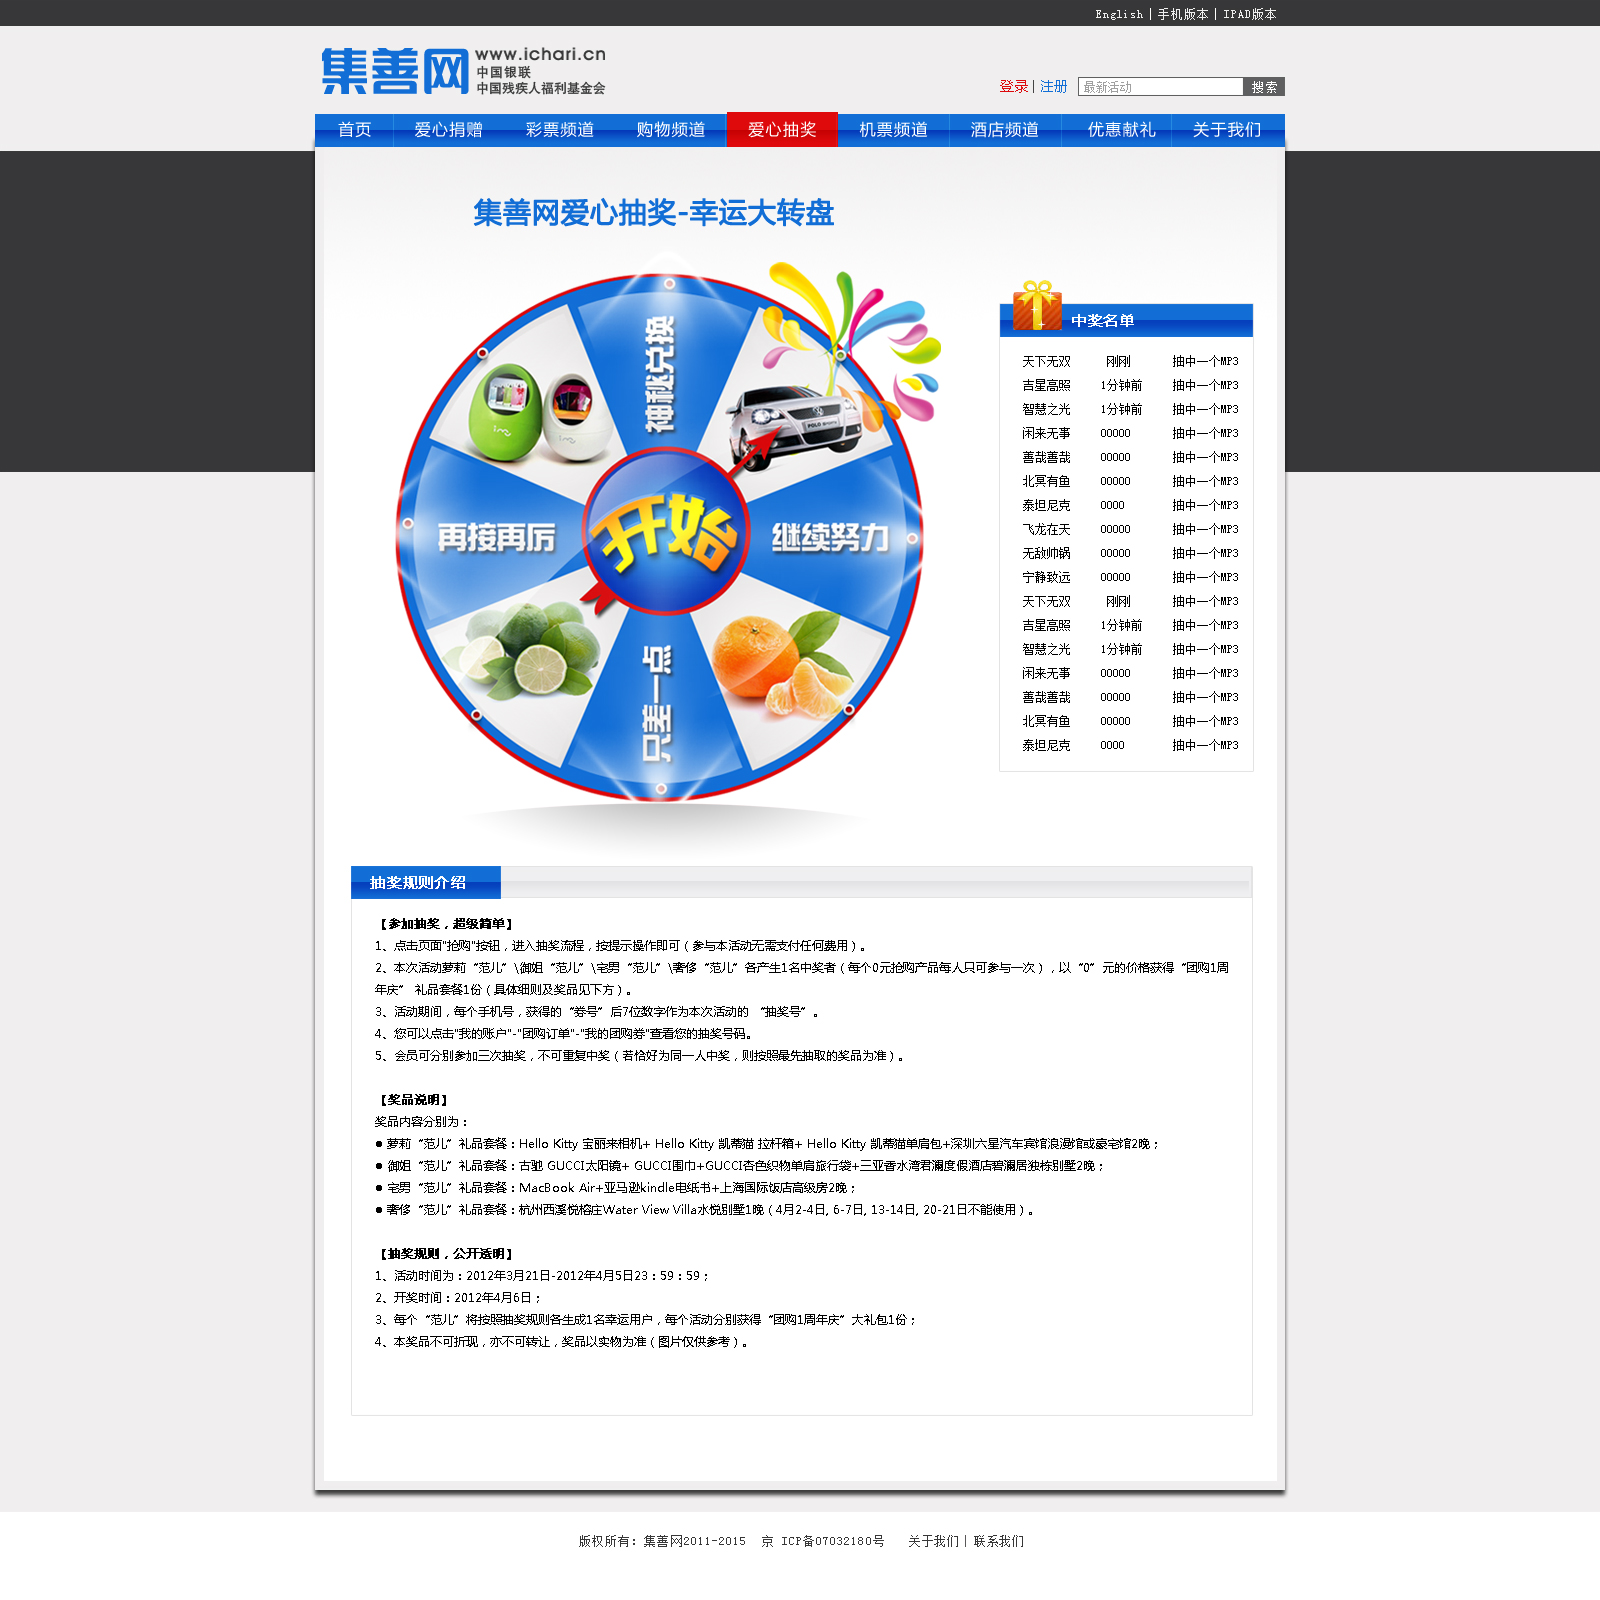 English | 手机版本 | IPAD版本
集善网 www.ichari.cn
中国银联
中国残疾人福利基金会
登录 | 注册 最新活动 搜索
首页 爱心捐赠 彩票频道 购物频道 爱心抽奖 机票频道 酒店频道 优惠献礼 关于我们
集善网爱心抽奖-幸运大转盘
神秘兑换
POLO
再接再厉
开始
继续努力
只差一点
中奖名单
天下无双 刚刚 抽中一个MP3
吉星高照 1分钟前 抽中一个MP3
智慧之光 1分钟前 抽中一个MP3
闲来无事 00000 抽中一个MP3
善哉善哉 00000 抽中一个MP3
北冥有鱼 00000 抽中一个MP3
泰坦尼克 0000 抽中一个MP3
飞龙在天 00000 抽中一个MP3
无敌帅锅 00000 抽中一个MP3
宁静致远 00000 抽中一个MP3
天下无双 刚刚 抽中一个MP3
吉星高照 1分钟前 抽中一个MP3
智慧之光 1分钟前 抽中一个MP3
闲来无事 00000 抽中一个MP3
善哉善哉 00000 抽中一个MP3
北冥有鱼 00000 抽中一个MP3
泰坦尼克 0000 抽中一个MP3
抽奖规则介绍
【参加抽奖，超级简单】
1、点击页面"抢购"按钮，进入抽奖流程，按提示操作即可（参与本活动无需支付任何费用）。
2、本次活动萝莉“范儿”\御姐“范儿”\宅男“范儿”\奢侈“范儿”各产生1名中奖者（每个0元抢购产品每人只可参与一次），以“0”元的价格获得“团购1周
年庆” 礼品套餐1份（具体细则及奖品见下方）。
3、活动期间，每个手机号，获得的“券号”后7位数字作为本次活动的 “抽奖号”。
4、您可以点击"我的账户"-"团购订单"-"我的团购券"查看您的抽奖号码。
5、会员可分别参加三次抽奖，不可重复中奖（若恰好为同一人中奖，则按照最先抽取的奖品为准）。
【奖品说明】
奖品内容分别为：
● 萝莉“范儿”礼品套餐：Hello Kitty 宝丽来相机+ Hello Kitty 凯蒂猫 拉杆箱+ Hello Kitty 凯蒂猫单肩包+深圳六星汽车宾馆浪漫馆或豪宅馆2晚；
● 御姐“范儿”礼品套餐：古驰 GUCCI太阳镜+ GUCCI围巾+GUCCI杏色织物单肩旅行袋+三亚香水湾君澜度假酒店碧澜居独栋别墅2晚；
● 宅男“范儿”礼品套餐：MacBook Air+亚马逊kindle电纸书+上海国际饭店高级房2晚；
● 奢侈“范儿”礼品套餐：杭州西溪悦榕庄Water View Villa水悦别墅1晚（4月2-4日, 6-7日, 13-14日, 20-21日不能使用）。
【抽奖规则，公开透明】
1、活动时间为：2012年3月21日-2012年4月5日23：59：59；
2、开奖时间：2012年4月6日；
3、每个“范儿”将按照抽奖规则各生成1名幸运用户，每个活动分别获得“团购1周年庆”大礼包1份；
4、本奖品不可折现，亦不可转让，奖品以实物为准（图片仅供参考）。
版权所有：集善网2011-2015 京 ICP备07032180号 关于我们 | 联系我们